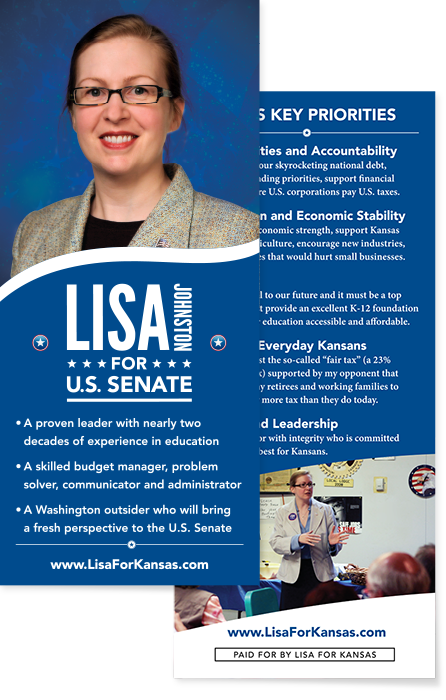 LISA
JOHNSTON
FOR
U.S. SENATE
• A proven leader with nearly two
decades of experience in education
• A skilled budget manager, problem
solver, communicator and administrator
• A Washington outsider who will bring
a fresh perspective to the U.S. Senate
www.LisaForKansas.com
S KEY PRIORITIES
ties and Accountability
our skyrocketing national debt,
ding priorities, support financial
re U.S. corporations pay U.S. taxes.
n and Economic Stability
conomic strength, support Kansas
iculture, encourage new industries,
es that would hurt small businesses.
l to our future and it must be a top
t provide an excellent K-12 foundation
education accessible and affordable.
Everyday Kansans
st the so-called “fair tax” (a 23%
x) supported by my opponent that
y retirees and working families to
more tax than they do today.
d Leadership
or with integrity who is committed
best for Kansans.
www.LisaForKansas.com
PAID FOR BY LISA FOR KANSAS